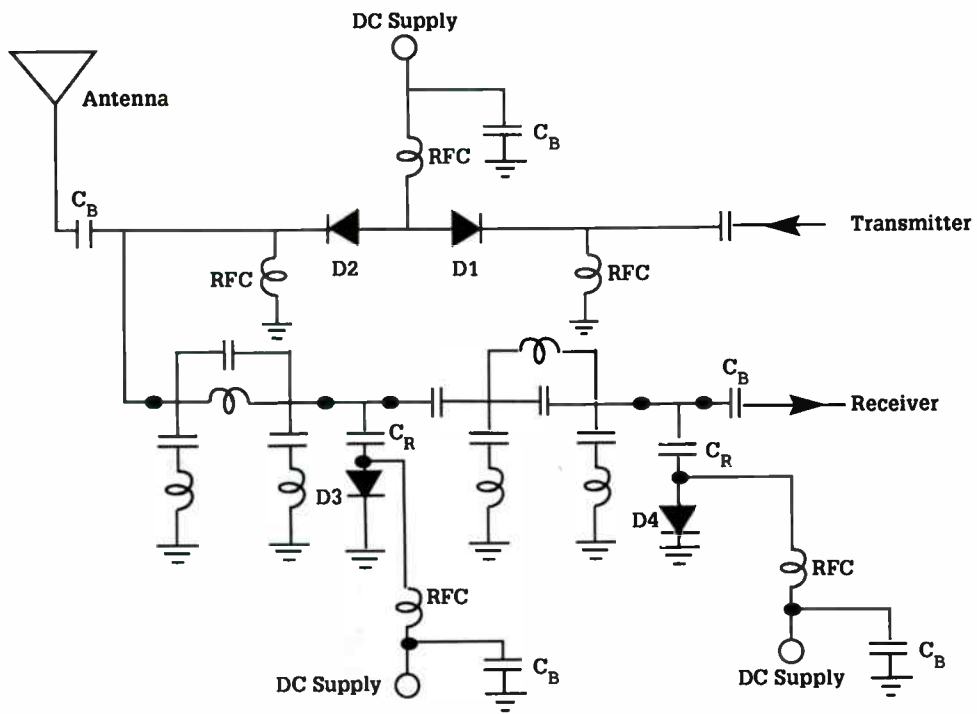 DC Supply
Antenna
C_B
RFC
C_B
Transmitter
D2
D1
RFC
RFC
C_B
Receiver
C_R
C_R
D3
D4
RFC
RFC
DC Supply
C_B
DC Supply
C_B